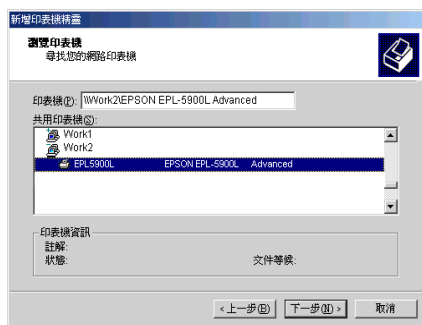 新增印表機精靈
瀏覽印表機
尋找您的網路印表機
印表機(P): \\Work2\EPSON EPL-5900L Advanced
共用印表機(S):
Work1
Work2
EPL5900L EPSON EPL-5900L Advanced
印表機資訊
註解:
狀態: 文件等候:
<上一步(B) 下一步(N)> 取消